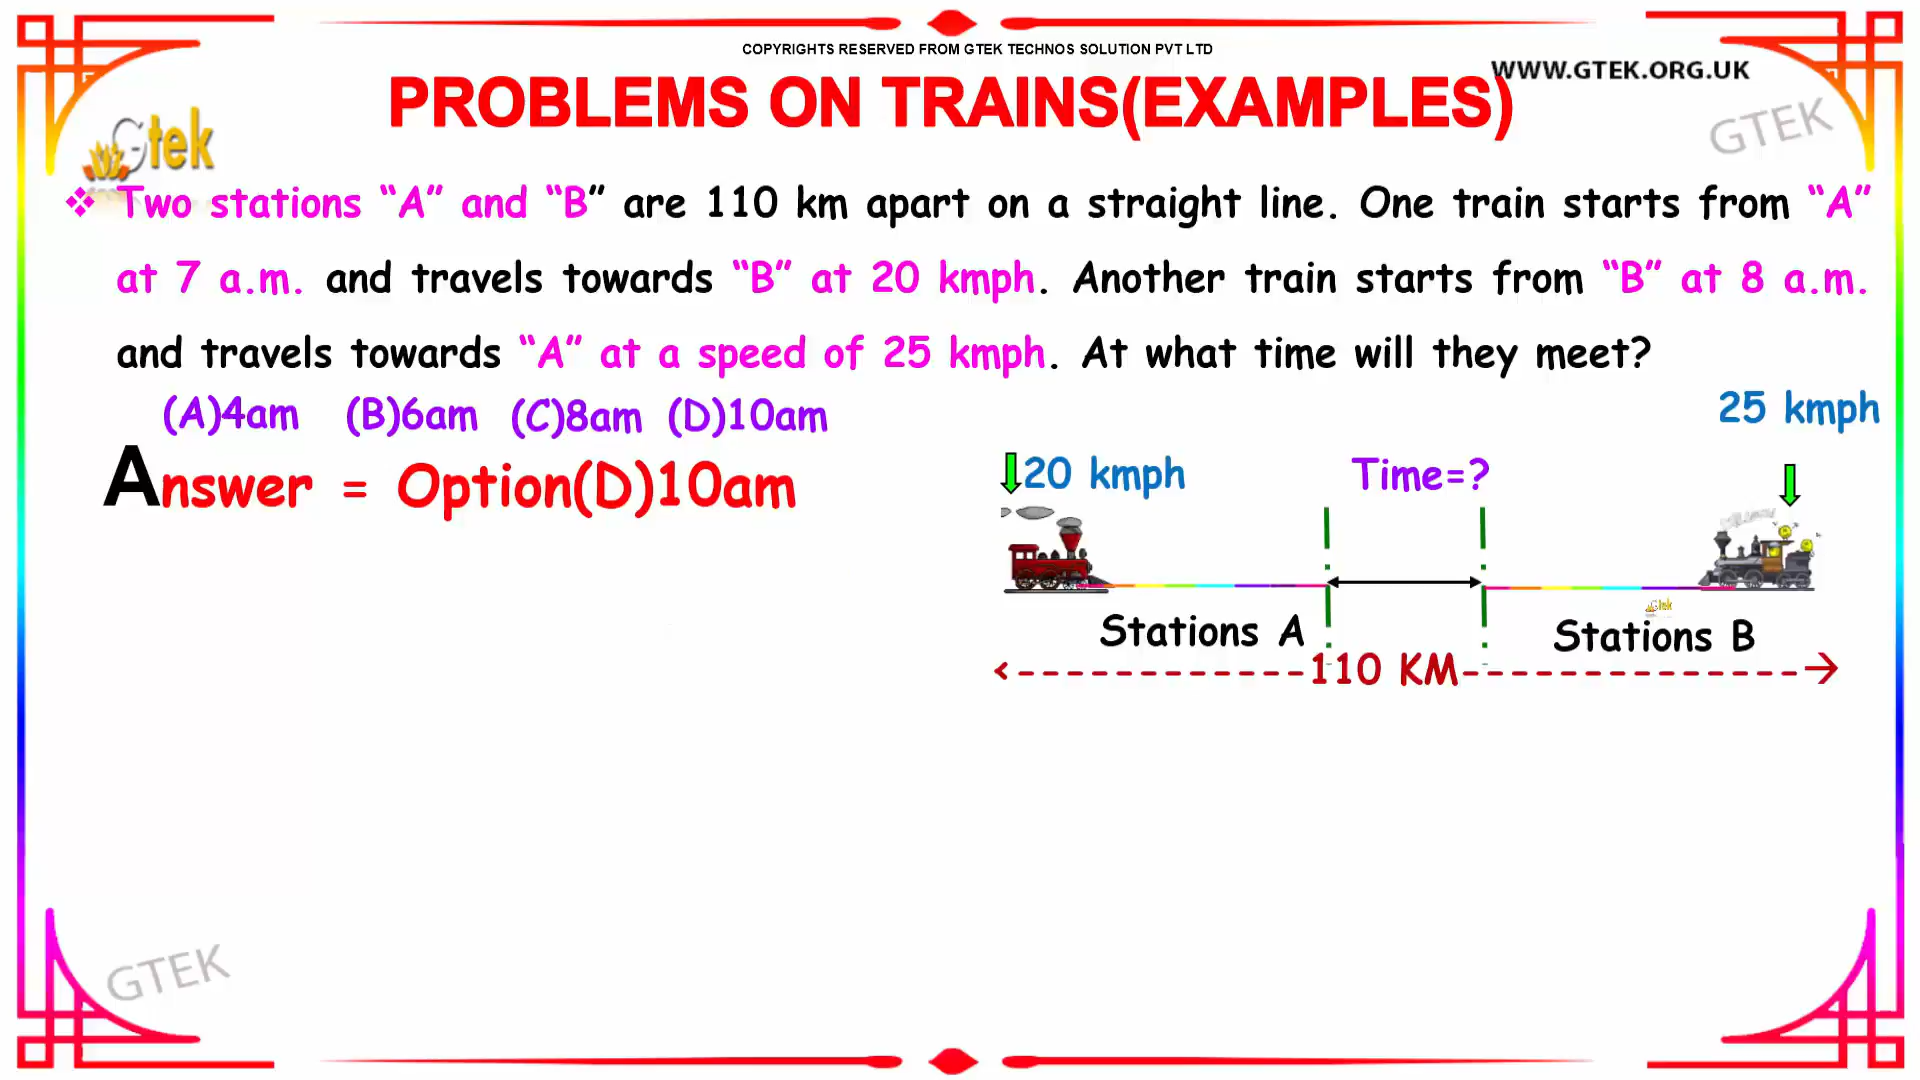 COPYRIGHTS RESERVED FROM GTEK TECHNOS SOLUTION PVT LTD
WWW.GTEK.ORG.UK
PROBLEMS ON TRAINS(EXAMPLES)
Gtek
GTEK
❖ Two stations “A” and “B” are 110 km apart on a straight line. One train starts from “A”
at 7 a.m. and travels towards “B” at 20 kmph. Another train starts from “B” at 8 a.m.
and travels towards “A” at a speed of 25 kmph. At what time will they meet?
(A)4am (B)6am (C)8am (D)10am
25 kmph
Answer = Option(D)10am
20 kmph
Time=?
Gtek
Stations A
Stations B
110 KM
GTEK